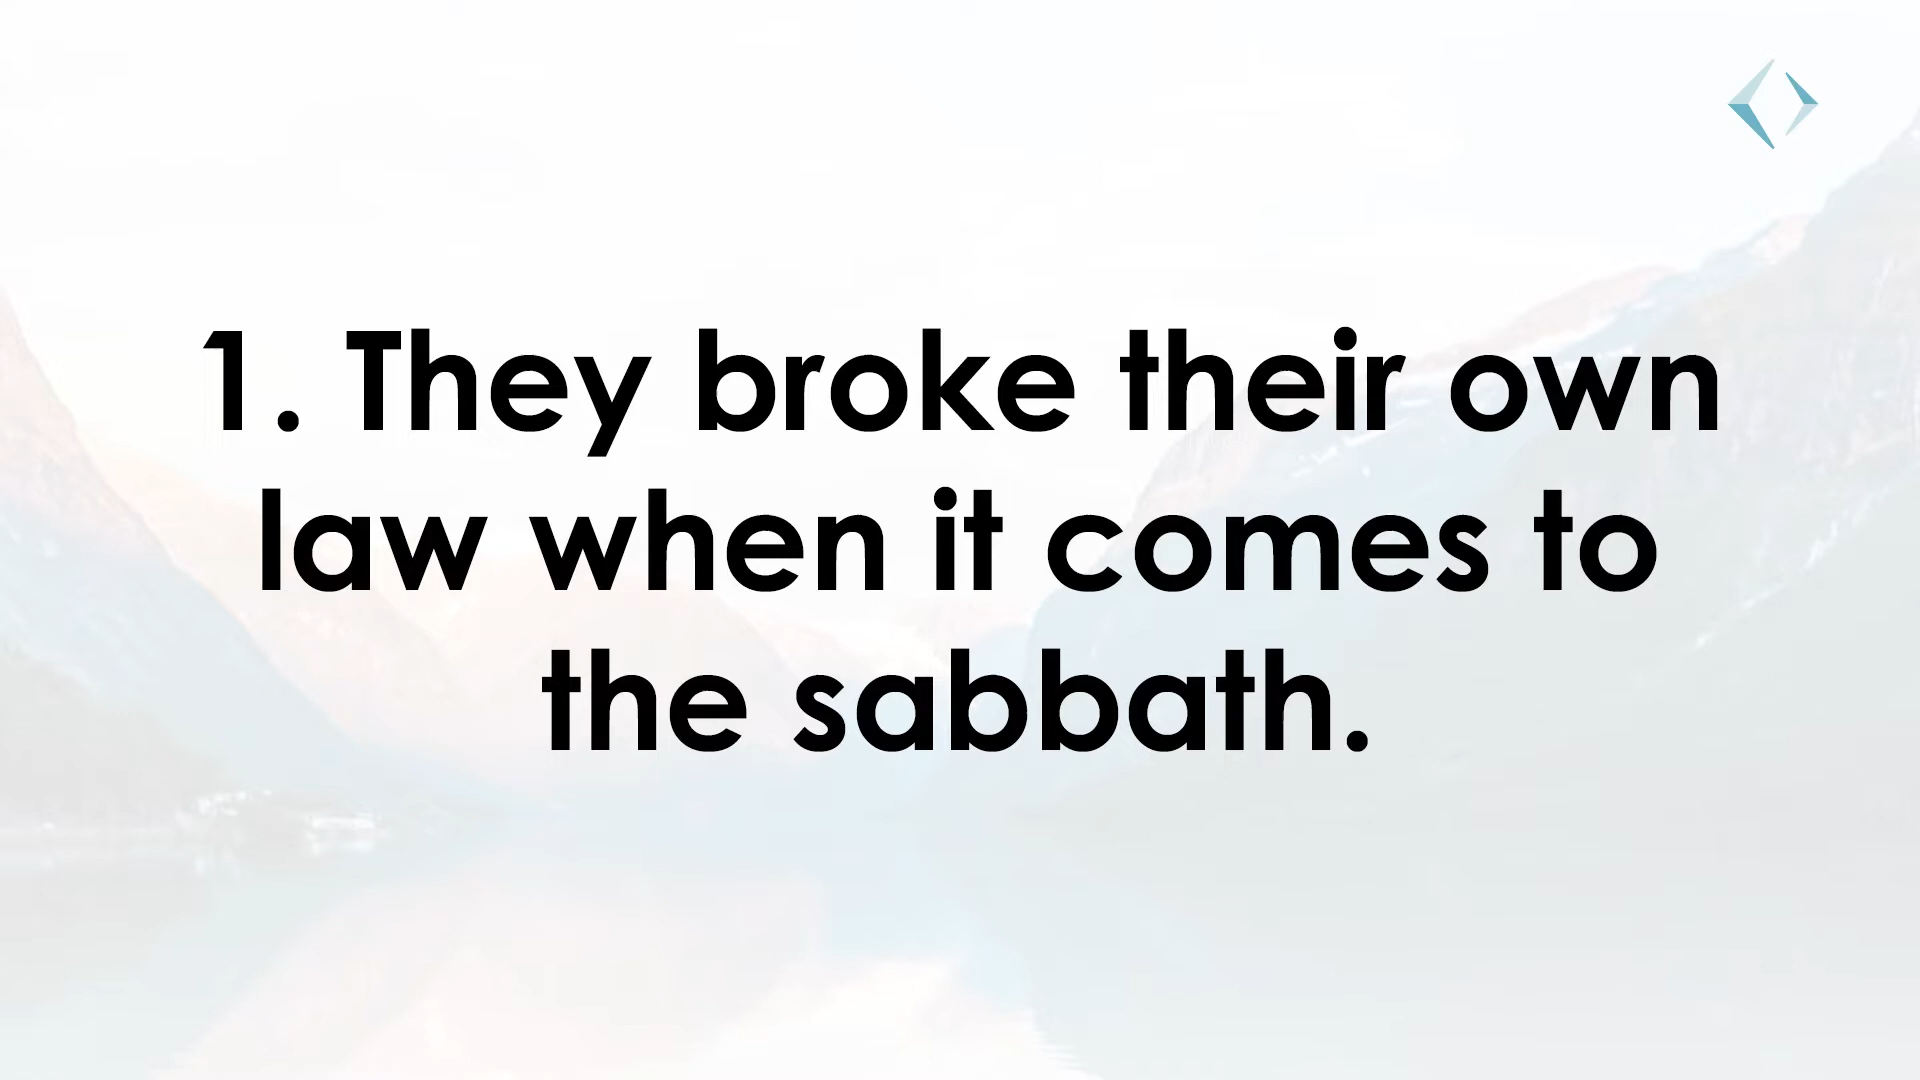 1. They broke their own
law when it comes to
the sabbath.